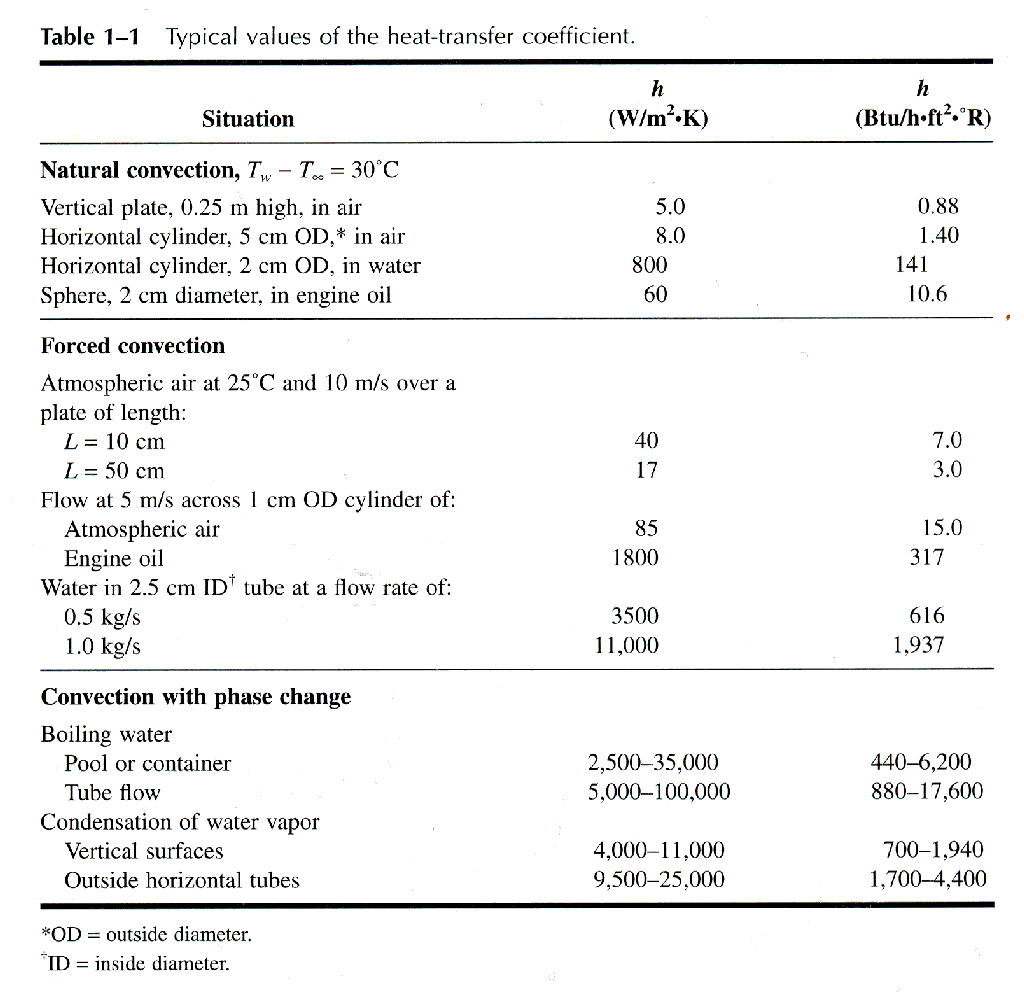 Table 1–1 Typical values of the heat-transfer coefficient.
h h
Situation (W/m²•K) (Btu/h•ft²•°R)
Natural convection, T_w − T_∞ = 30°C
Vertical plate, 0.25 m high, in air 5.0 0.88
Horizontal cylinder, 5 cm OD,* in air 8.0 1.40
Horizontal cylinder, 2 cm OD, in water 800 141
Sphere, 2 cm diameter, in engine oil 60 10.6
Forced convection
Atmospheric air at 25°C and 10 m/s over a
plate of length:
L = 10 cm 40 7.0
L = 50 cm 17 3.0
Flow at 5 m/s across 1 cm OD cylinder of:
Atmospheric air 85 15.0
Engine oil 1800 317
Water in 2.5 cm ID† tube at a flow rate of:
0.5 kg/s 3500 616
1.0 kg/s 11,000 1,937
Convection with phase change
Boiling water
Pool or container 2,500–35,000 440–6,200
Tube flow 5,000–100,000 880–17,600
Condensation of water vapor
Vertical surfaces 4,000–11,000 700–1,940
Outside horizontal tubes 9,500–25,000 1,700–4,400
*OD = outside diameter.
†ID = inside diameter.